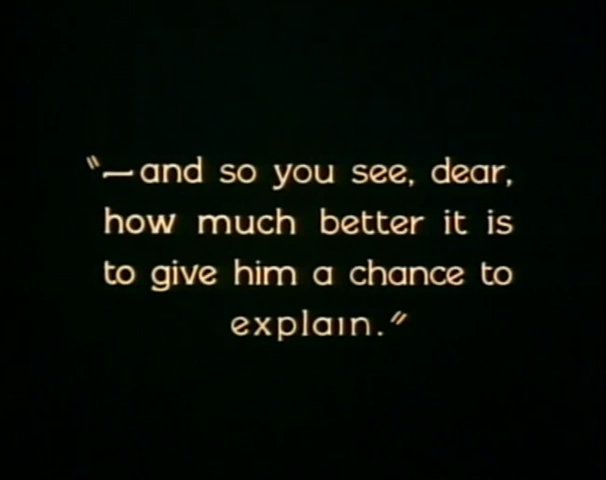 "—and so you see, dear,
how much better it is
to give him a chance to
explain."